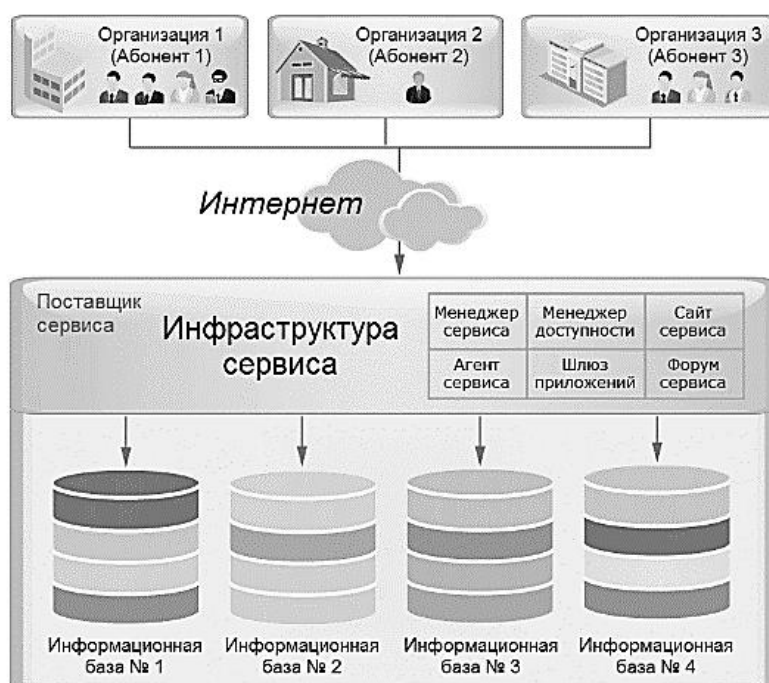 Организация 1
(Абонент 1)
Организация 2
(Абонент 2)
Организация 3
(Абонент 3)
Интернет
Поставщик
сервиса
Инфраструктура
сервиса
Менеджер
сервиса
Менеджер
доступности
Сайт
сервиса
Агент
сервиса
Шлюз
приложений
Форум
сервиса
Информационная
база № 1
Информационная
база № 2
Информационная
база № 3
Информационная
база № 4